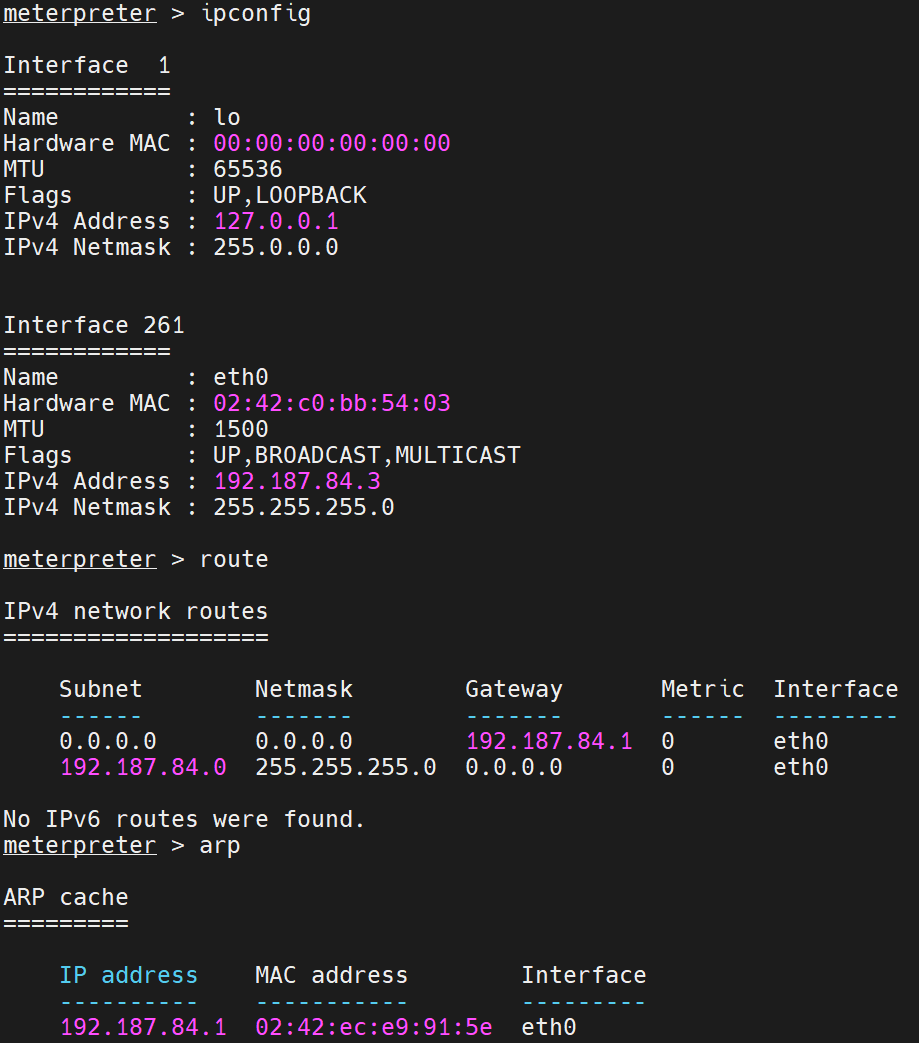 meterpreter > ipconfig
Interface  1
============
Name         : lo
Hardware MAC : 00:00:00:00:00:00
MTU          : 65536
Flags        : UP,LOOPBACK
IPv4 Address : 127.0.0.1
IPv4 Netmask : 255.0.0.0
Interface 261
============
Name         : eth0
Hardware MAC : 02:42:c0:bb:54:03
MTU          : 1500
Flags        : UP,BROADCAST,MULTICAST
IPv4 Address : 192.187.84.3
IPv4 Netmask : 255.255.255.0
meterpreter > route
IPv4 network routes
===================
    Subnet        Netmask        Gateway       Metric  Interface
    ------        -------        -------       ------  ---------
    0.0.0.0       0.0.0.0        192.187.84.1  0       eth0
    192.187.84.0  255.255.255.0  0.0.0.0       0       eth0
No IPv6 routes were found.
meterpreter > arp
ARP cache
=========
    IP address    MAC address        Interface
    ----------    -----------        ---------
    192.187.84.1  02:42:ec:e9:91:5e  eth0